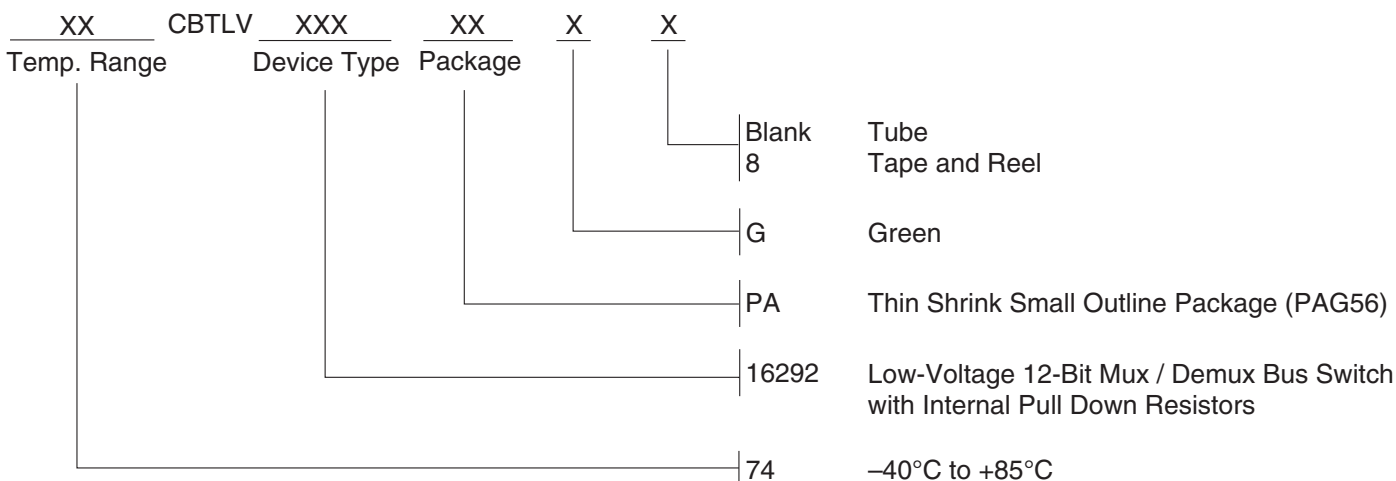 XX CBTLV XXX XX X X
Temp. Range Device Type Package
Blank Tube
8 Tape and Reel
G Green
PA Thin Shrink Small Outline Package (PAG56)
16292 Low-Voltage 12-Bit Mux / Demux Bus Switch
with Internal Pull Down Resistors
74 –40°C to +85°C